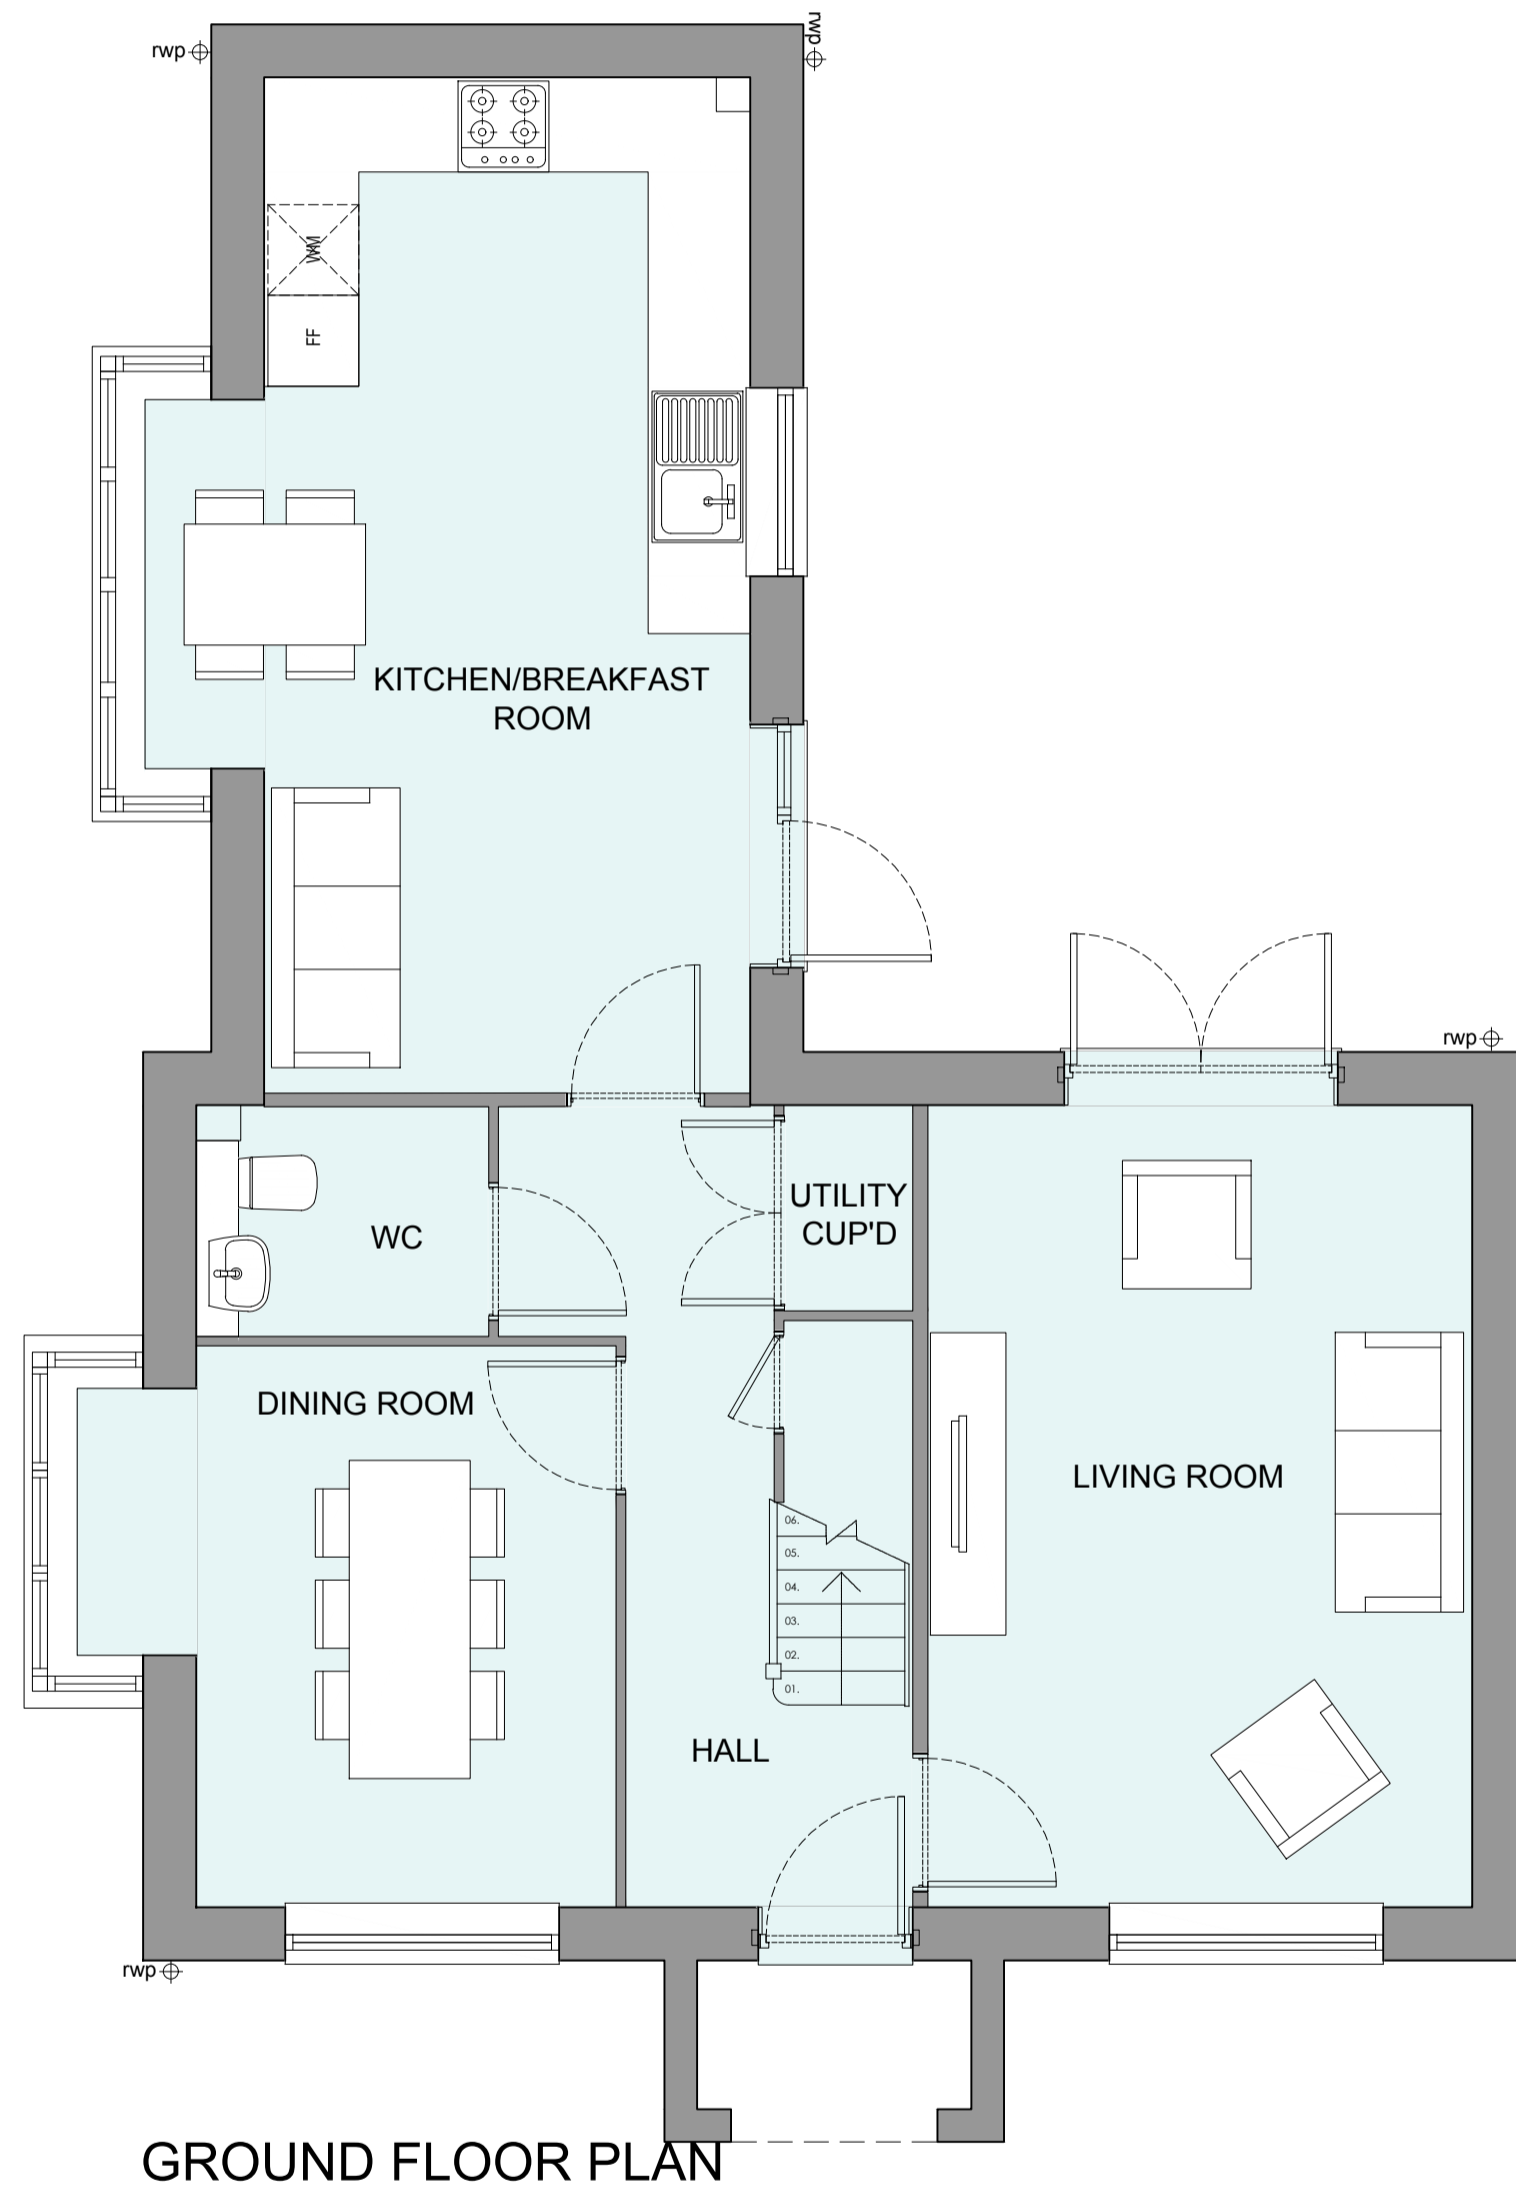 rwp
rwp
WM
FF
KITCHEN/BREAKFAST
ROOM
rwp
UTILITY
CUP'D
WC
DINING ROOM
LIVING ROOM
06.
05.
04.
03.
02.
01.
HALL
rwp
GROUND FLOOR PLAN